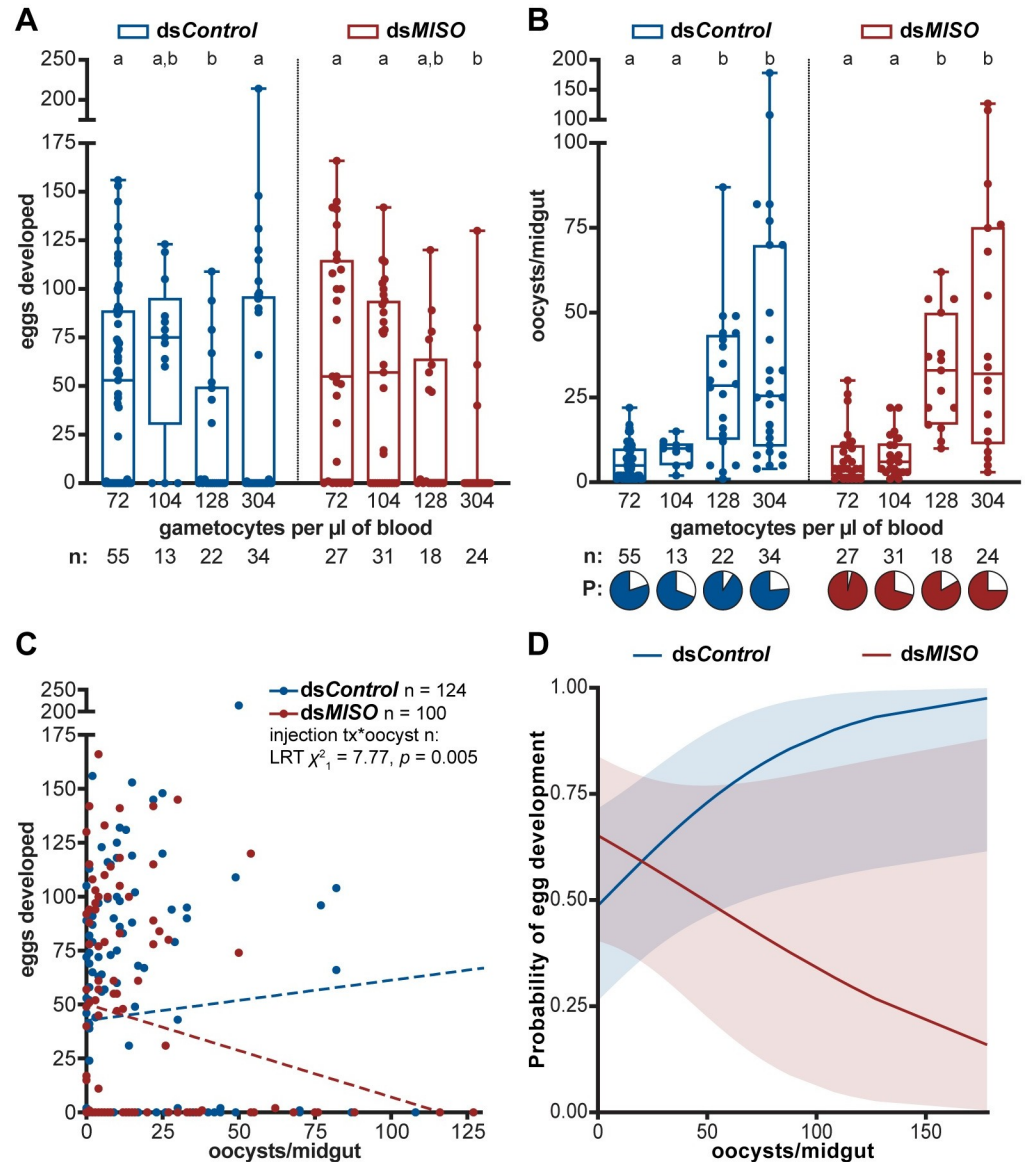 A
dsControl dsMISO
a a,b b a a a a,b b
eggs developed
250
200
175
150
125
100
75
50
25
0
72 104 128 304 72 104 128 304
gametocytes per µl of blood
n: 55 13 22 34 27 31 18 24
B
dsControl dsMISO
a a b b a a b b
oocysts/midgut
200
150
100
100
75
50
25
0
72 104 128 304 72 104 128 304
gametocytes per µl of blood
n: 55 13 22 34 27 31 18 24
P:
C
dsControl n = 124
dsMISO n = 100
injection tx*oocyst n:
LRT χ²₁ = 7.77, p = 0.005
eggs developed
250
200
175
150
125
100
75
50
25
0
0 25 50 75 100 125
oocysts/midgut
D
dsControl dsMISO
Probability of egg development
1.00
0.75
0.50
0.25
0.00
0 50 100 150
oocysts/midgut